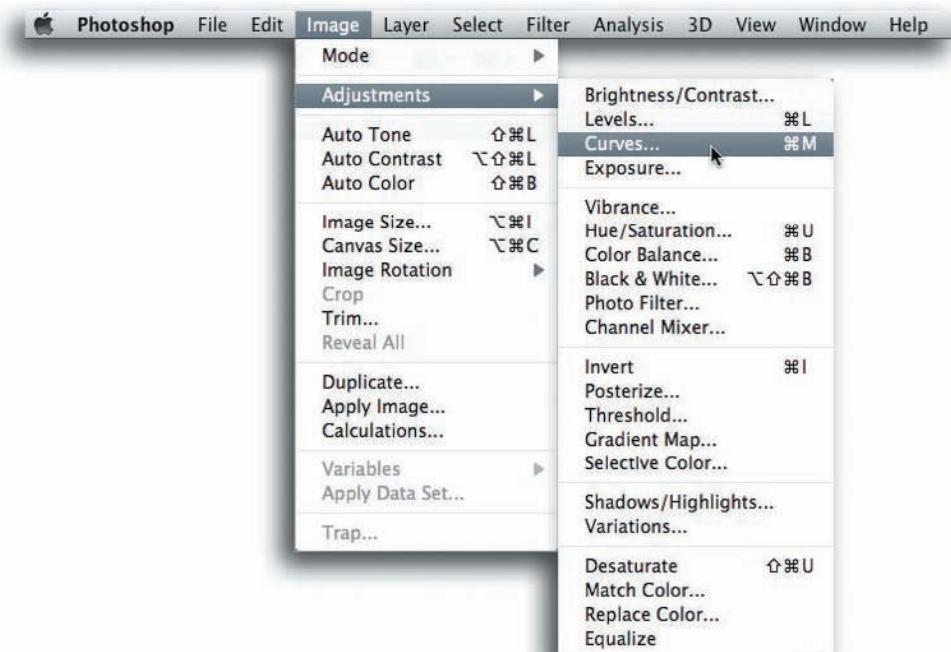 Photoshop File Edit Image Layer Select Filter Analysis 3D View Window Help
Mode
Adjustments
Auto Tone ⇧⌘L
Auto Contrast ⌥⇧⌘L
Auto Color ⇧⌘B
Image Size... ⌥⌘I
Canvas Size... ⌥⌘C
Image Rotation
Crop
Trim...
Reveal All
Duplicate...
Apply Image...
Calculations...
Variables
Apply Data Set...
Trap...
Brightness/Contrast...
Levels... ⌘L
Curves... ⌘M
Exposure...
Vibrance...
Hue/Saturation... ⌘U
Color Balance... ⌘B
Black & White... ⌥⇧⌘B
Photo Filter...
Channel Mixer...
Invert ⌘I
Posterize...
Threshold...
Gradient Map...
Selective Color...
Shadows/Highlights...
Variations...
Desaturate ⇧⌘U
Match Color...
Replace Color...
Equalize